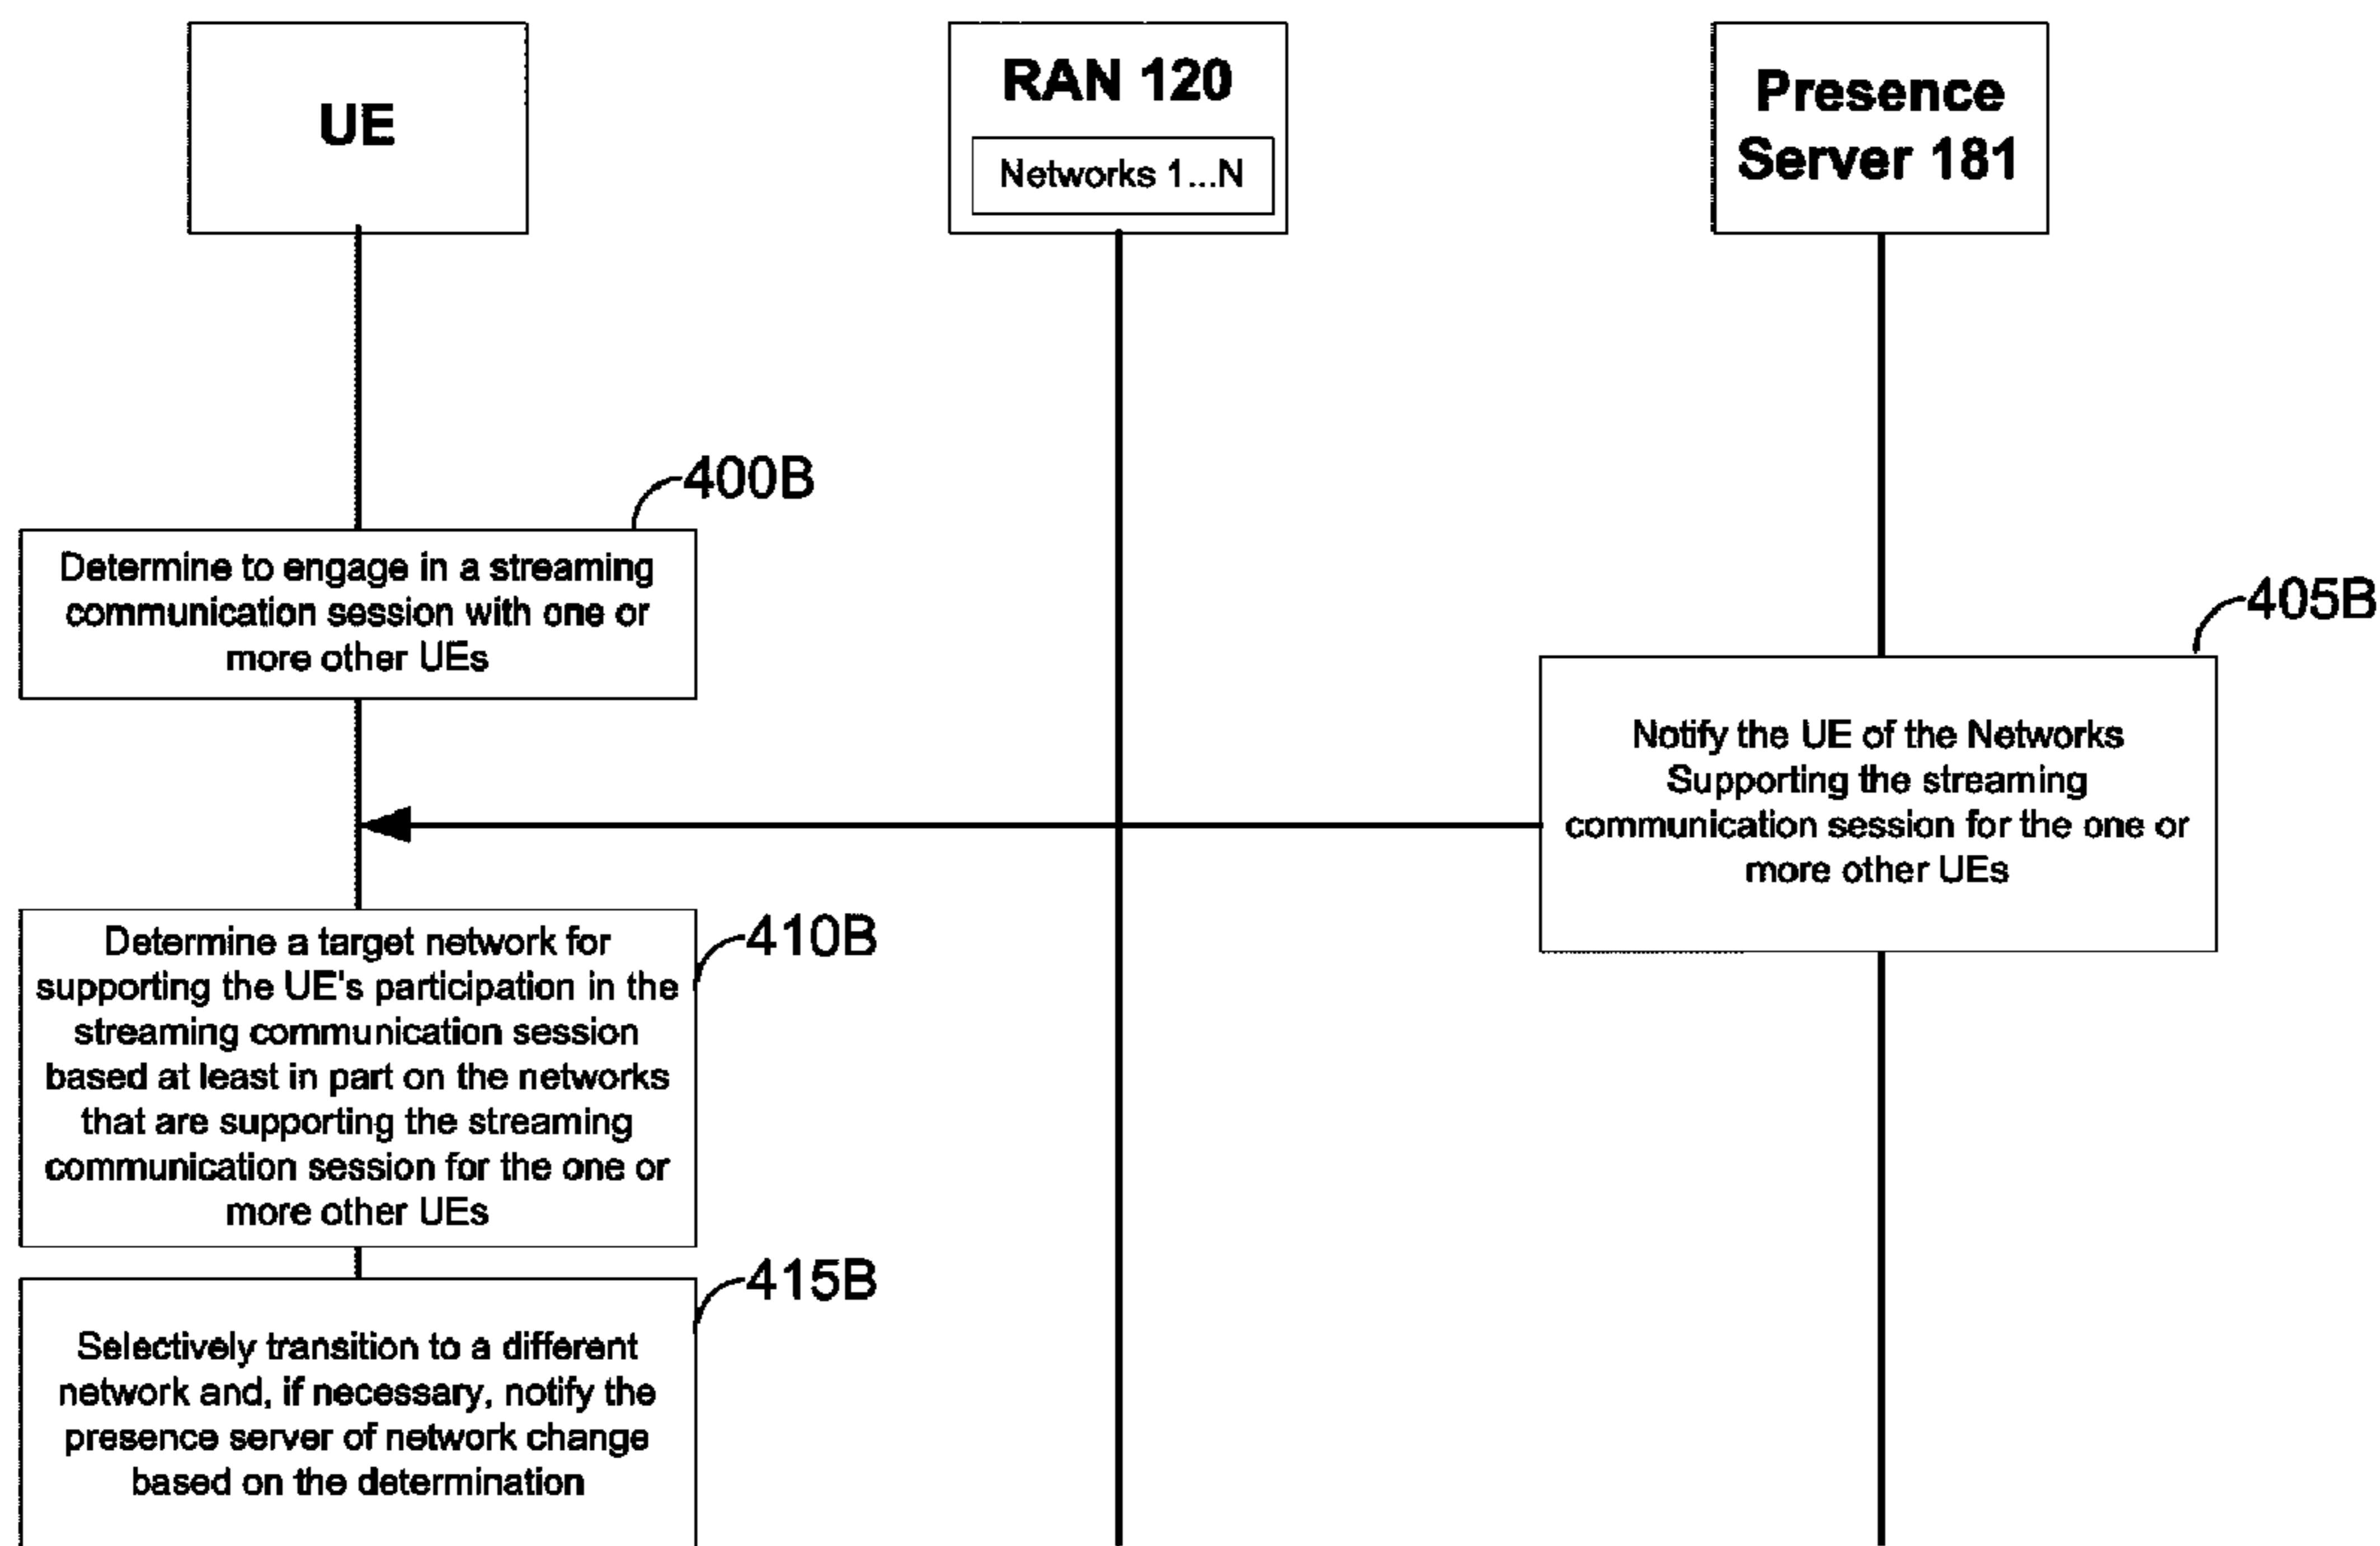 UE
RAN 120
Networks 1...N
Presence
Server 181
400B
Determine to engage in a streaming
communication session with one or
more other UEs
405B
Notify the UE of the Networks
Supporting the streaming
communication session for the one or
more other UEs
410B
Determine a target network for
supporting the UE's participation in the
streaming communication session
based at least in part on the networks
that are supporting the streaming
communication session for the one or
more other UEs
415B
Selectively transition to a different
network and, if necessary, notify the
presence server of network change
based on the determination